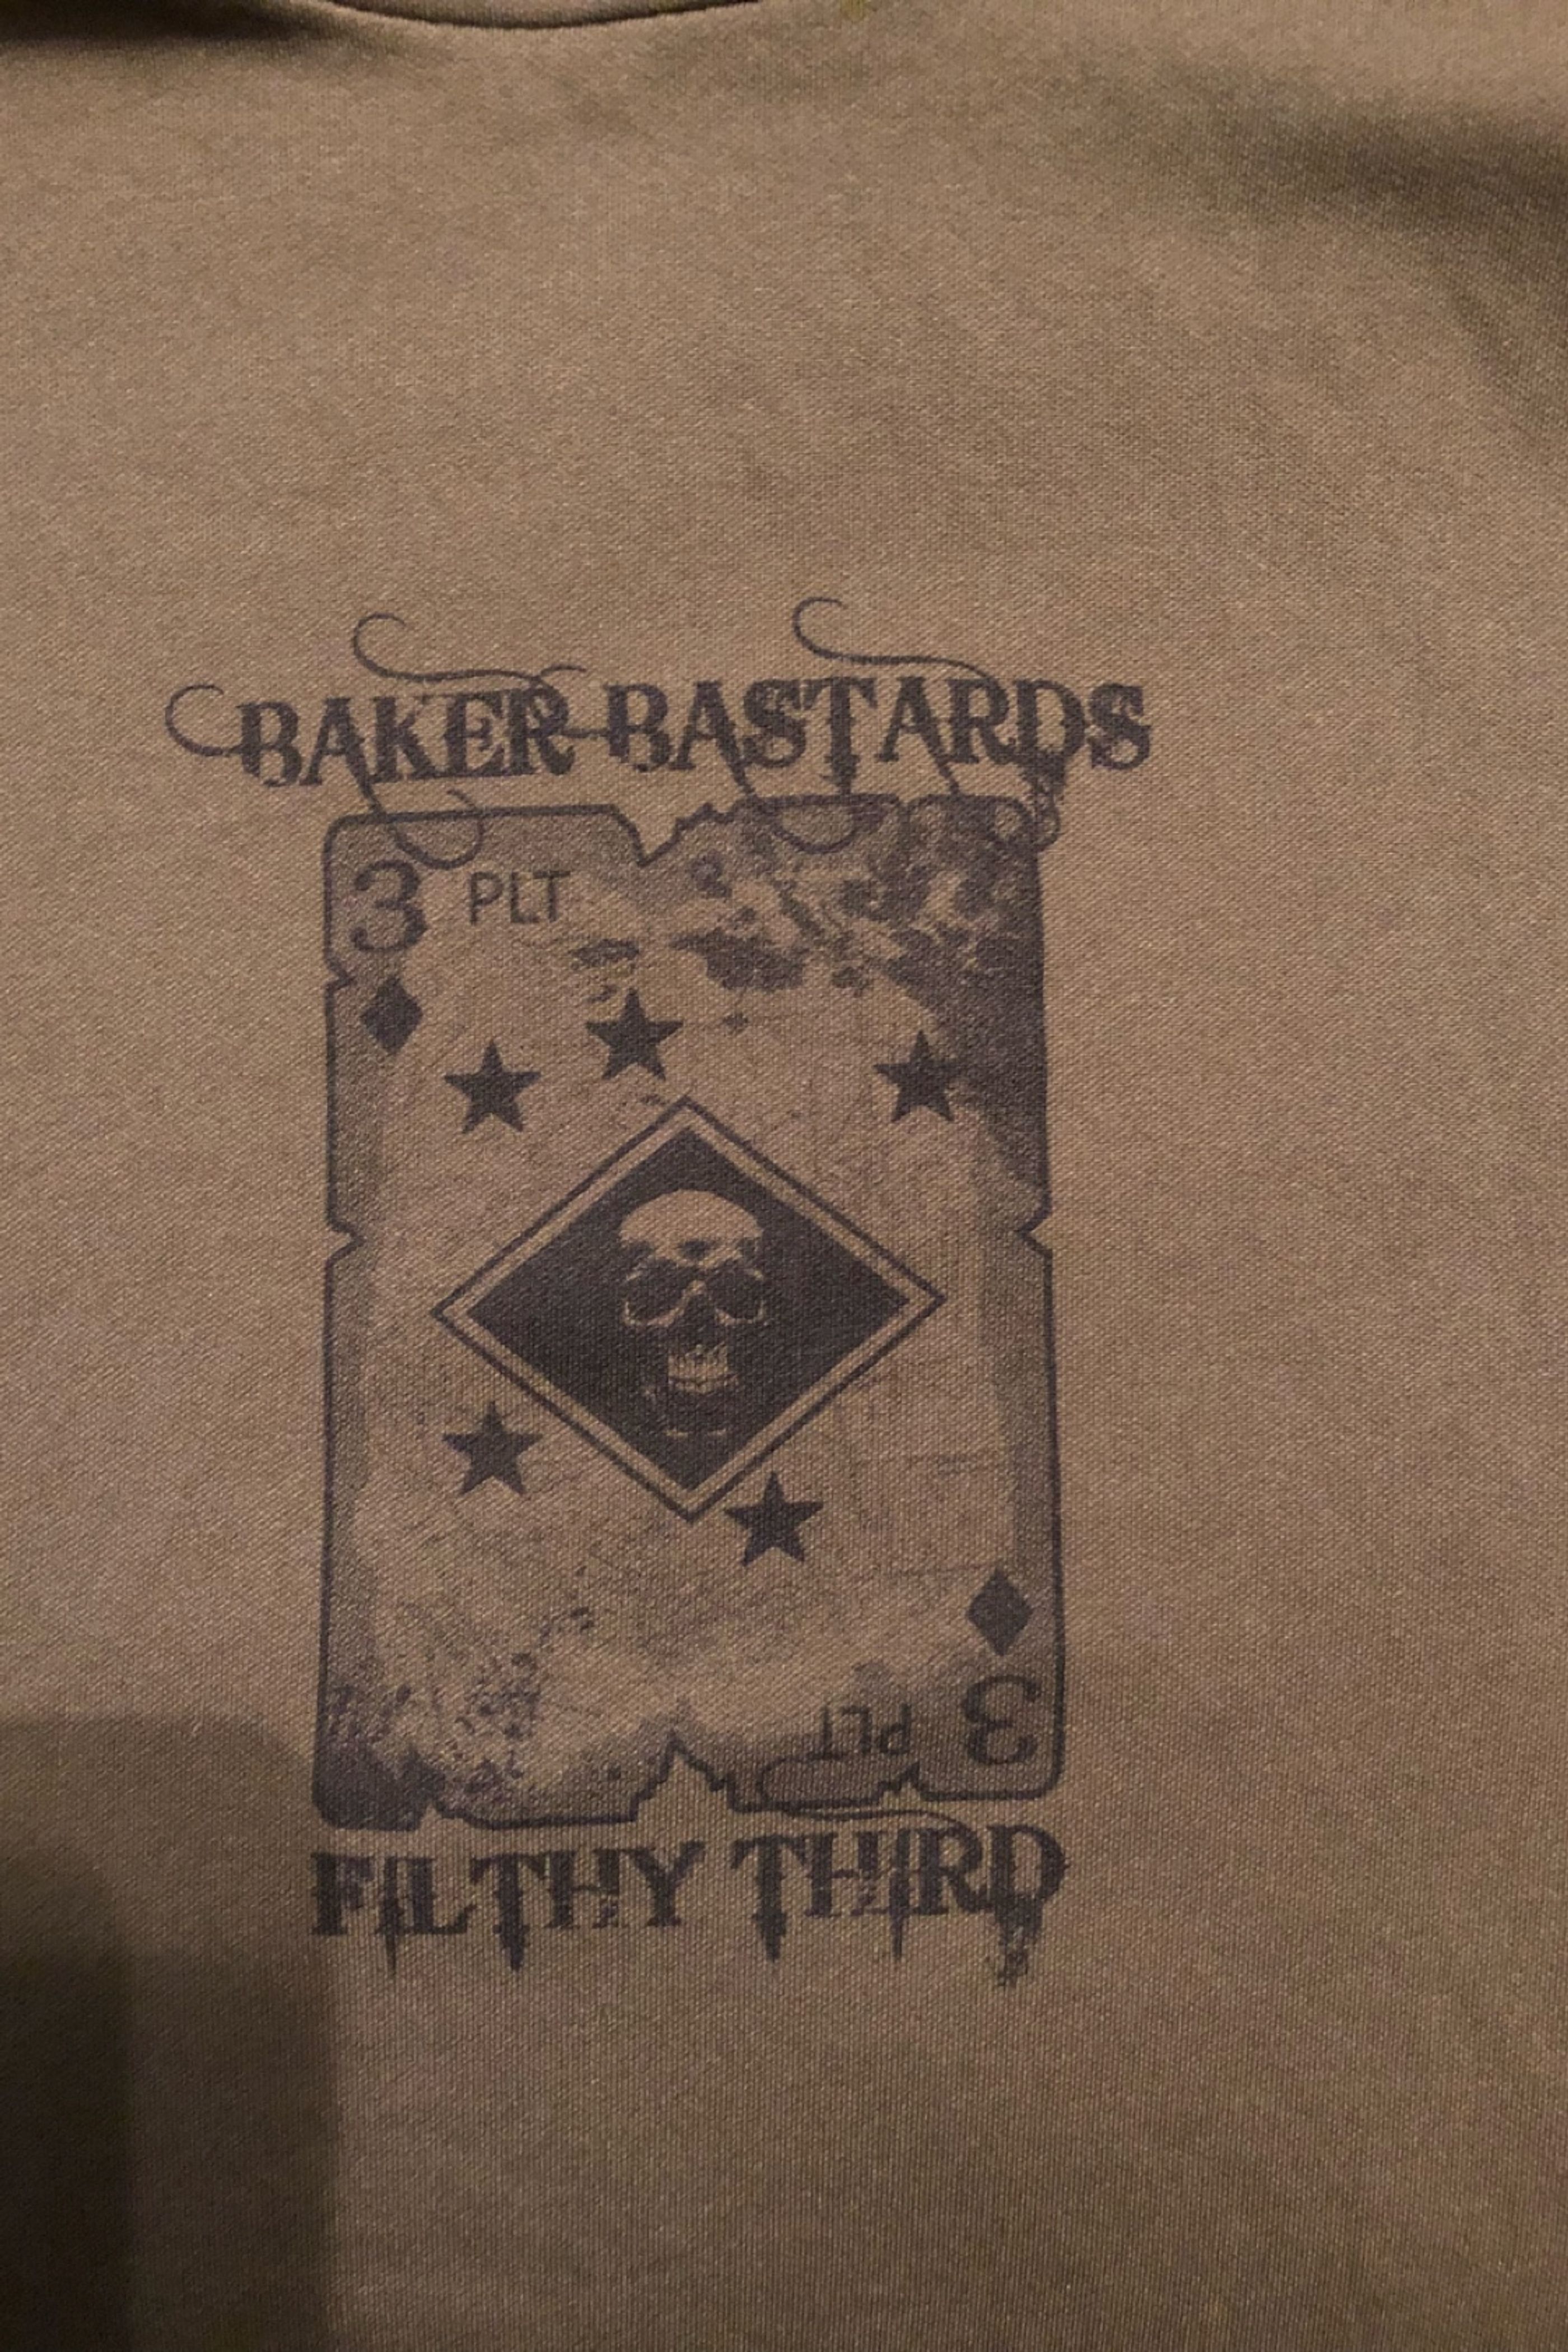 BAKER BASTARDS
3 PLT
3 PLT
FILTHY THIRD